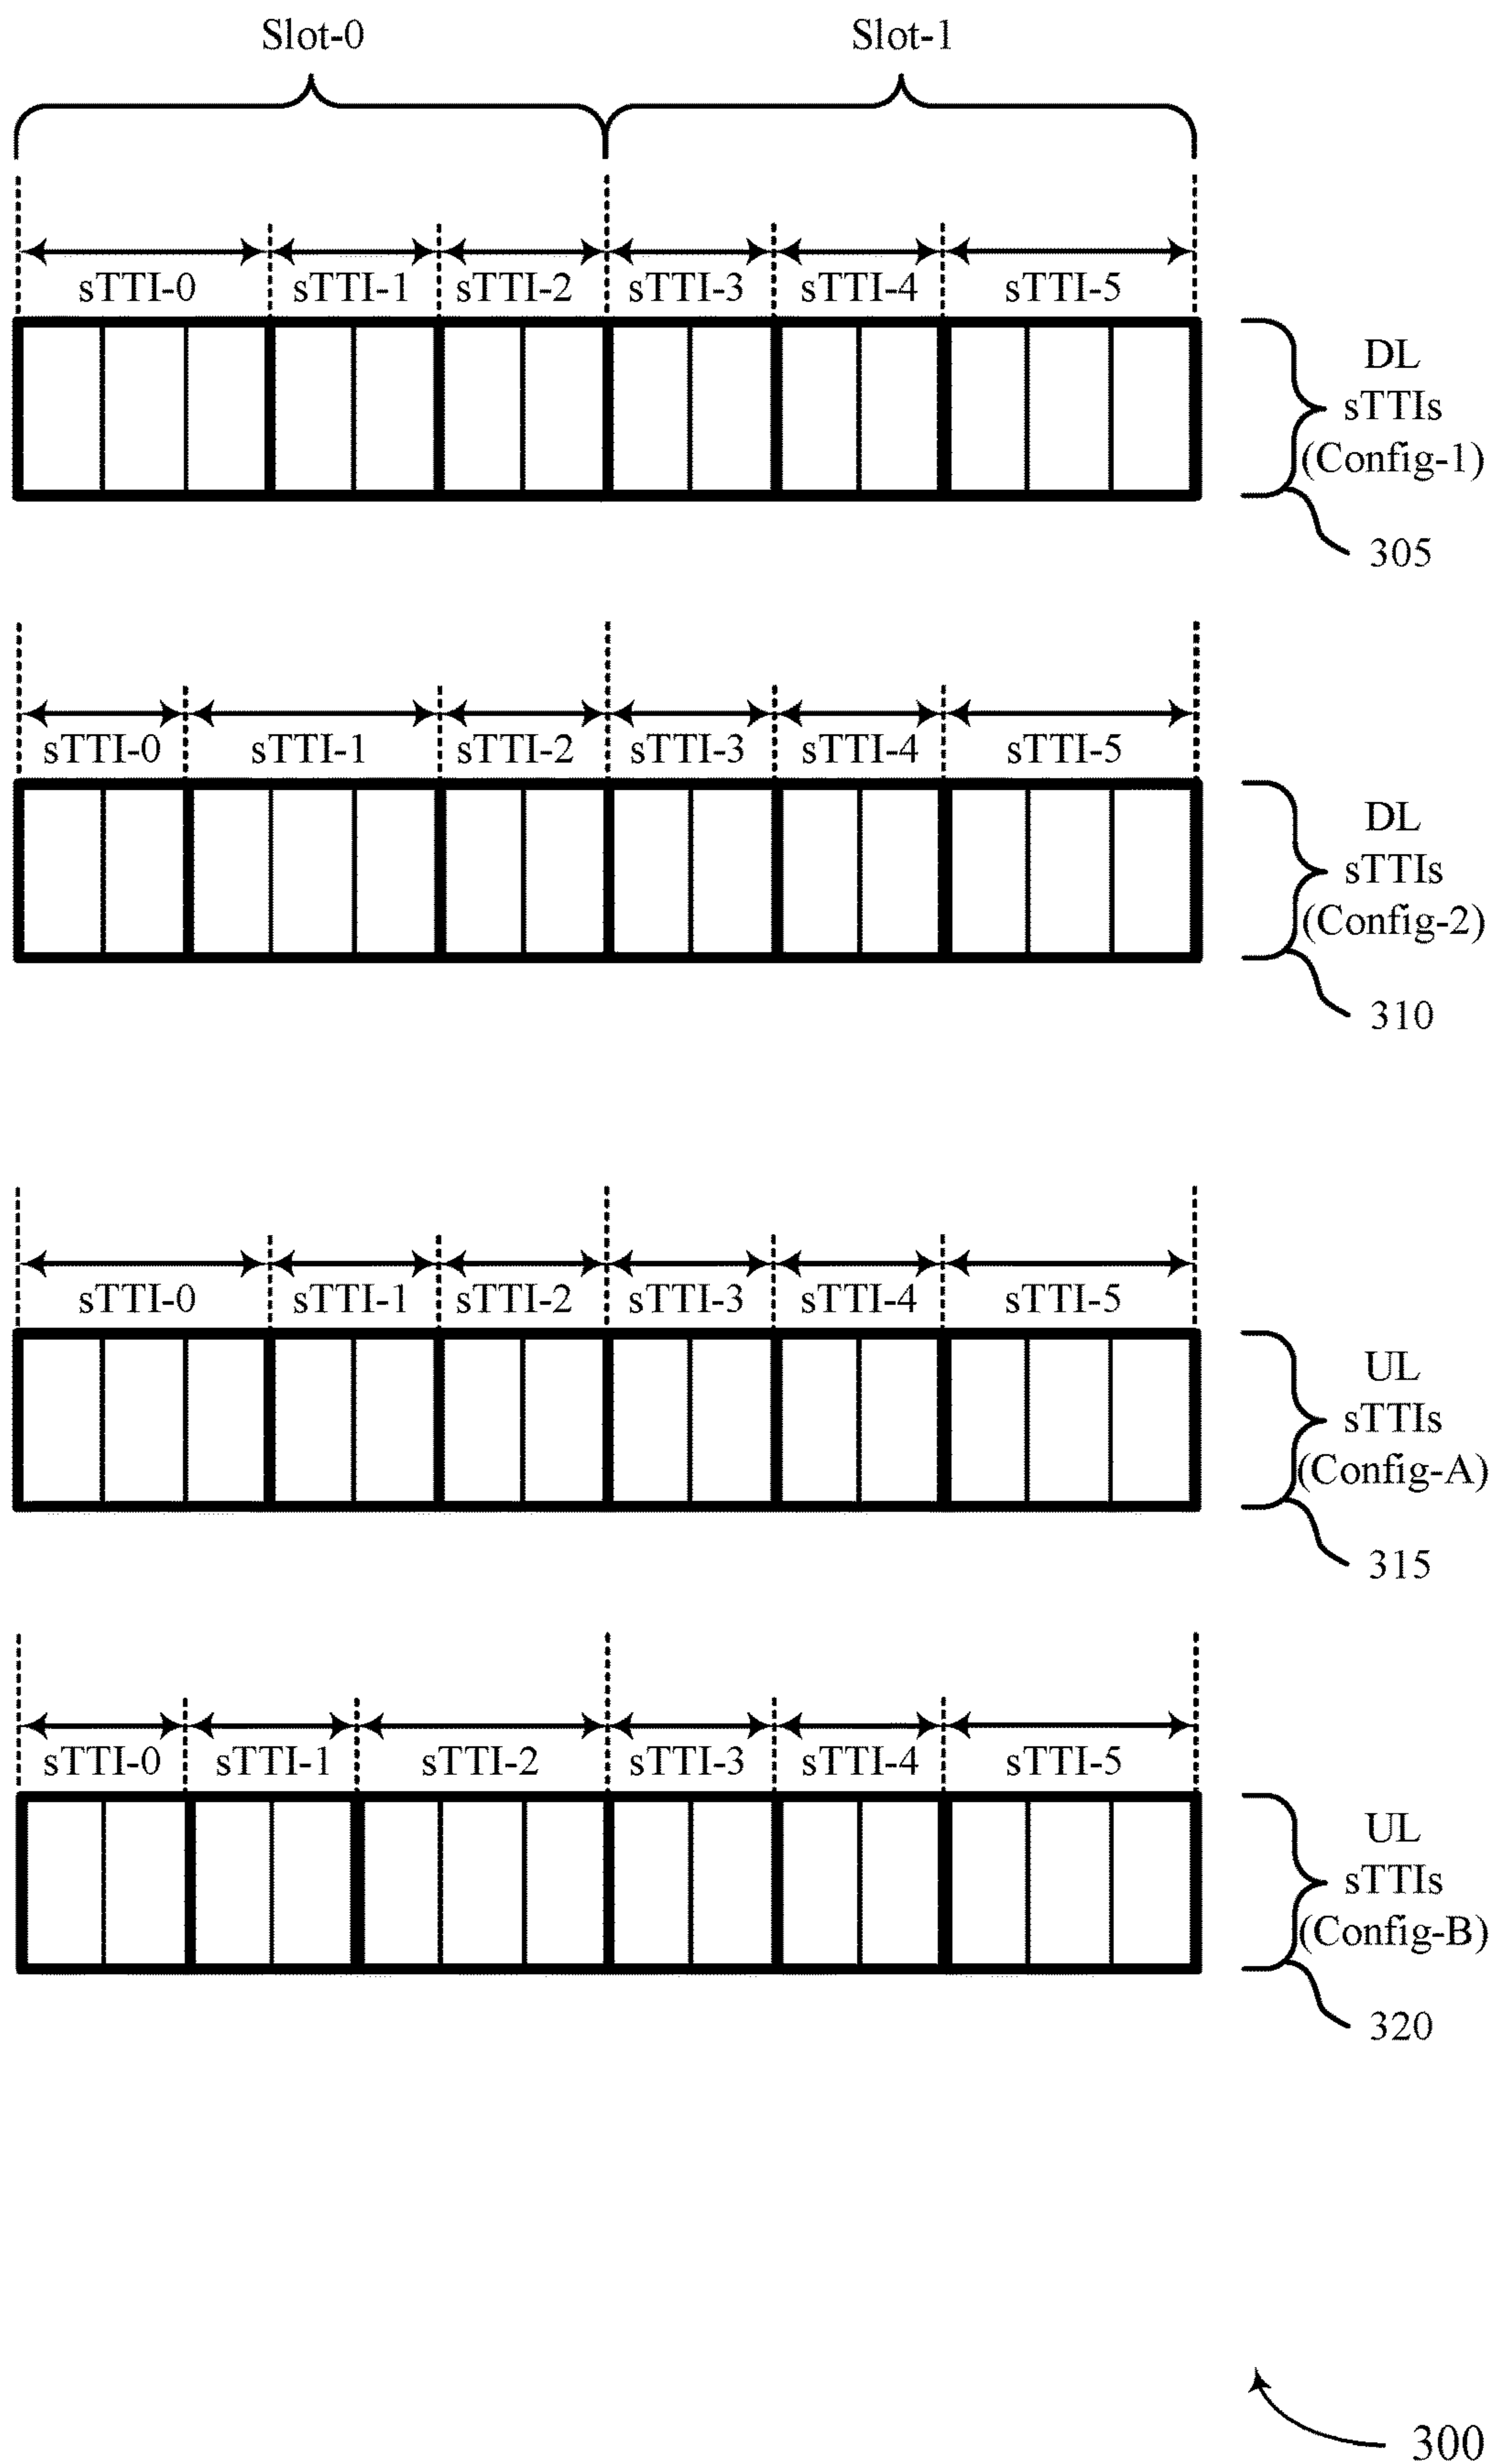 Slot-0 Slot-1
sTTI-0 sTTI-1 sTTI-2 sTTI-3 sTTI-4 sTTI-5
DL
sTTIs
(Config-1)
305
sTTI-0 sTTI-1 sTTI-2 sTTI-3 sTTI-4 sTTI-5
DL
sTTIs
(Config-2)
310
sTTI-0 sTTI-1 sTTI-2 sTTI-3 sTTI-4 sTTI-5
UL
sTTIs
(Config-A)
315
sTTI-0 sTTI-1 sTTI-2 sTTI-3 sTTI-4 sTTI-5
UL
sTTIs
(Config-B)
320
300